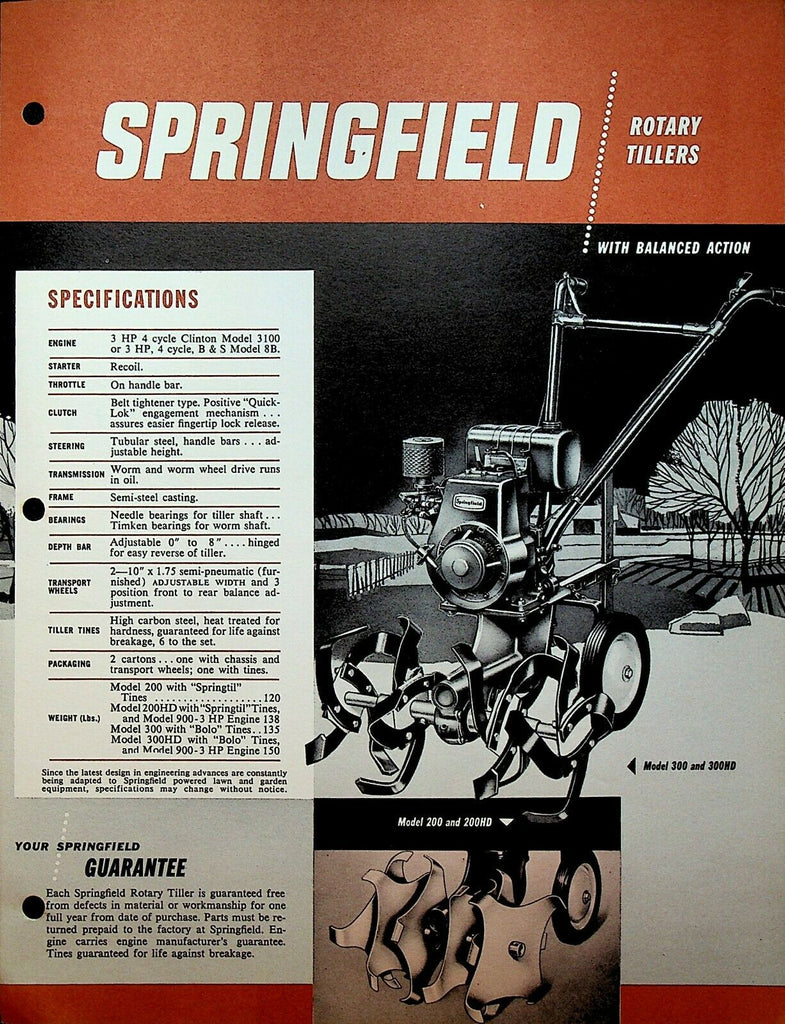 SPRINGFIELD
ROTARY
TILLERS
WITH BALANCED ACTION
SPECIFICATIONS
ENGINE 3 HP 4 cycle Clinton Model 3100
or 3 HP, 4 cycle, B & S Model 8B.
STARTER Recoil.
THROTTLE On handle bar.
CLUTCH Belt tightener type. Positive "Quick-
Lok" engagement mechanism . . .
assures easier fingertip lock release.
STEERING Tubular steel, handle bars . . . ad-
justable height.
TRANSMISSION Worm and worm wheel drive runs
in oil.
FRAME Semi-steel casting.
BEARINGS Needle bearings for tiller shaft . . .
Timken bearings for worm shaft.
DEPTH BAR Adjustable 0" to 8" . . . . hinged
for easy reverse of tiller.
TRANSPORT WHEELS 2—10" x 1.75 semi-pneumatic (fur-
nished) ADJUSTABLE WIDTH and 3
position front to rear balance ad-
justment.
TILLER TINES High carbon steel, heat treated for
hardness, guaranteed for life against
breakage, 6 to the set.
PACKAGING 2 cartons . . . one with chassis and
transport wheels; one with tines.
WEIGHT (Lbs.) Model 200 with "Springtil"
Tines . . . . . . . . . . . . . . . . . . . 120
Model 200HD with "Springtil" Tines,
and Model 900-3 HP Engine 138
Model 300 with "Bolo" Tines . . 135
Model 300HD with "Bolo" Tines,
and Model 900-3 HP Engine 150
Since the latest design in engineering advances are constantly
being adapted to Springfield powered lawn and garden
equipment, specifications may change without notice.
Springfield
Model 300 and 300HD
Model 200 and 200HD
YOUR SPRINGFIELD
GUARANTEE
Each Springfield Rotary Tiller is guaranteed free
from defects in material or workmanship for one
full year from date of purchase. Parts must be re-
turned prepaid to the factory at Springfield. En-
gine carries engine manufacturer's guarantee.
Tines guaranteed for life against breakage.